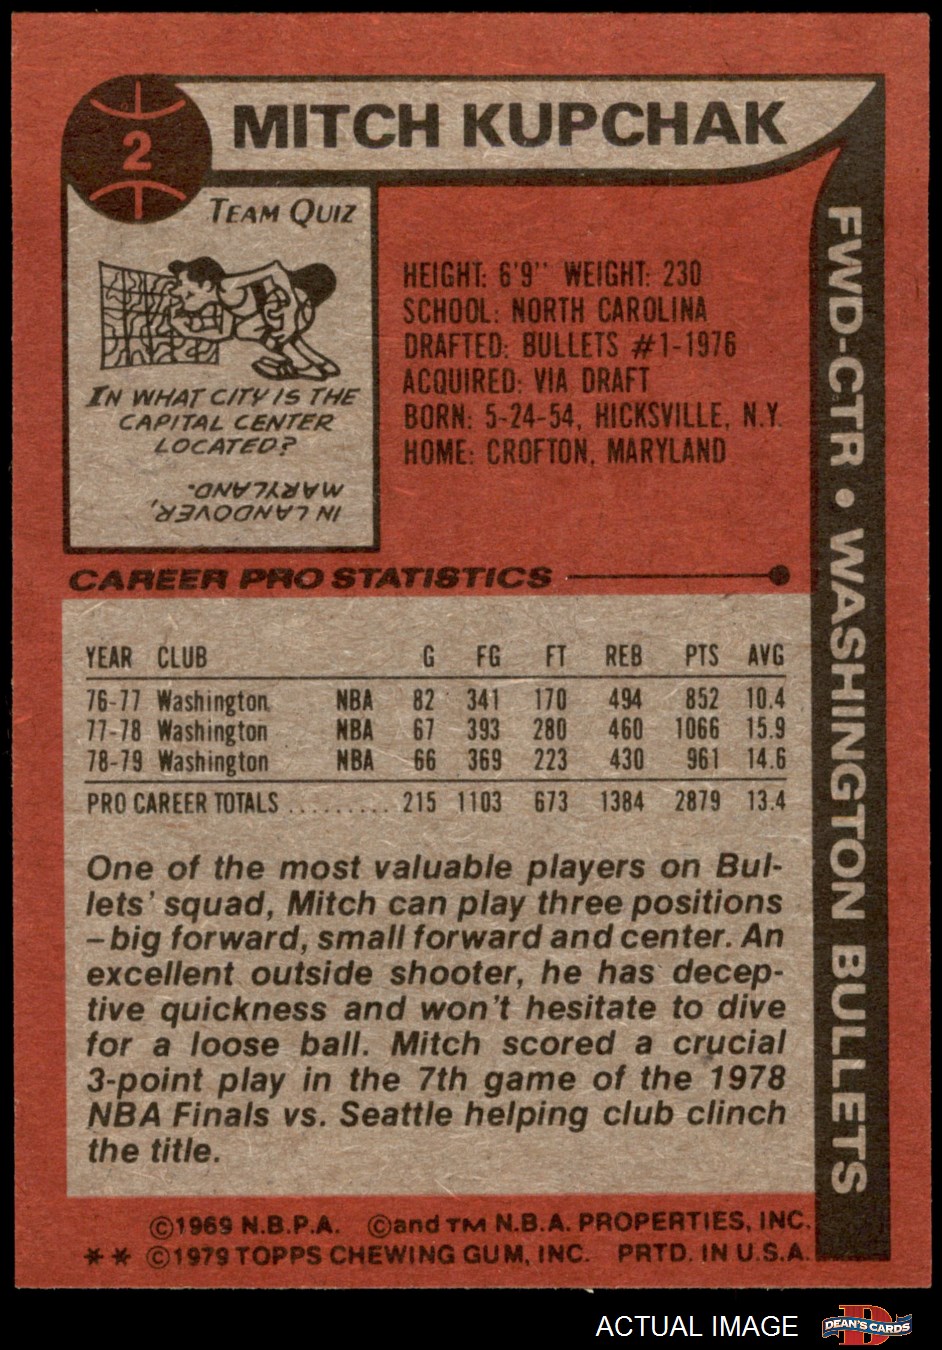 2
MITCH KUPCHAK
TEAM QUIZ
IN WHAT CITY IS THE
CAPITAL CENTER
LOCATED?
IN LANDOVER,
MARYLAND.
HEIGHT: 6'9" WEIGHT: 230
SCHOOL: NORTH CAROLINA
DRAFTED: BULLETS #1-1976
ACQUIRED: VIA DRAFT
BORN: 5-24-54, HICKSVILLE, N.Y.
HOME: CROFTON, MARYLAND
FWD-CTR • WASHINGTON BULLETS
CAREER PRO STATISTICS
YEAR CLUB G FG FT REB PTS AVG
76-77 Washington NBA 82 341 170 494 852 10.4
77-78 Washington NBA 67 393 280 460 1066 15.9
78-79 Washington NBA 66 369 223 430 961 14.6
PRO CAREER TOTALS ......... 215 1103 673 1384 2879 13.4
One of the most valuable players on Bul-
lets' squad, Mitch can play three positions
–big forward, small forward and center. An
excellent outside shooter, he has decep-
tive quickness and won't hesitate to dive
for a loose ball. Mitch scored a crucial
3-point play in the 7th game of the 1978
NBA Finals vs. Seattle helping club clinch
the title.
©1969 N.B.P.A. ©and TM N.B.A. PROPERTIES, INC.
** ©1979 TOPPS CHEWING GUM, INC. PRTD. IN U.S.A.
ACTUAL IMAGE
D
DEAN'S CARDS